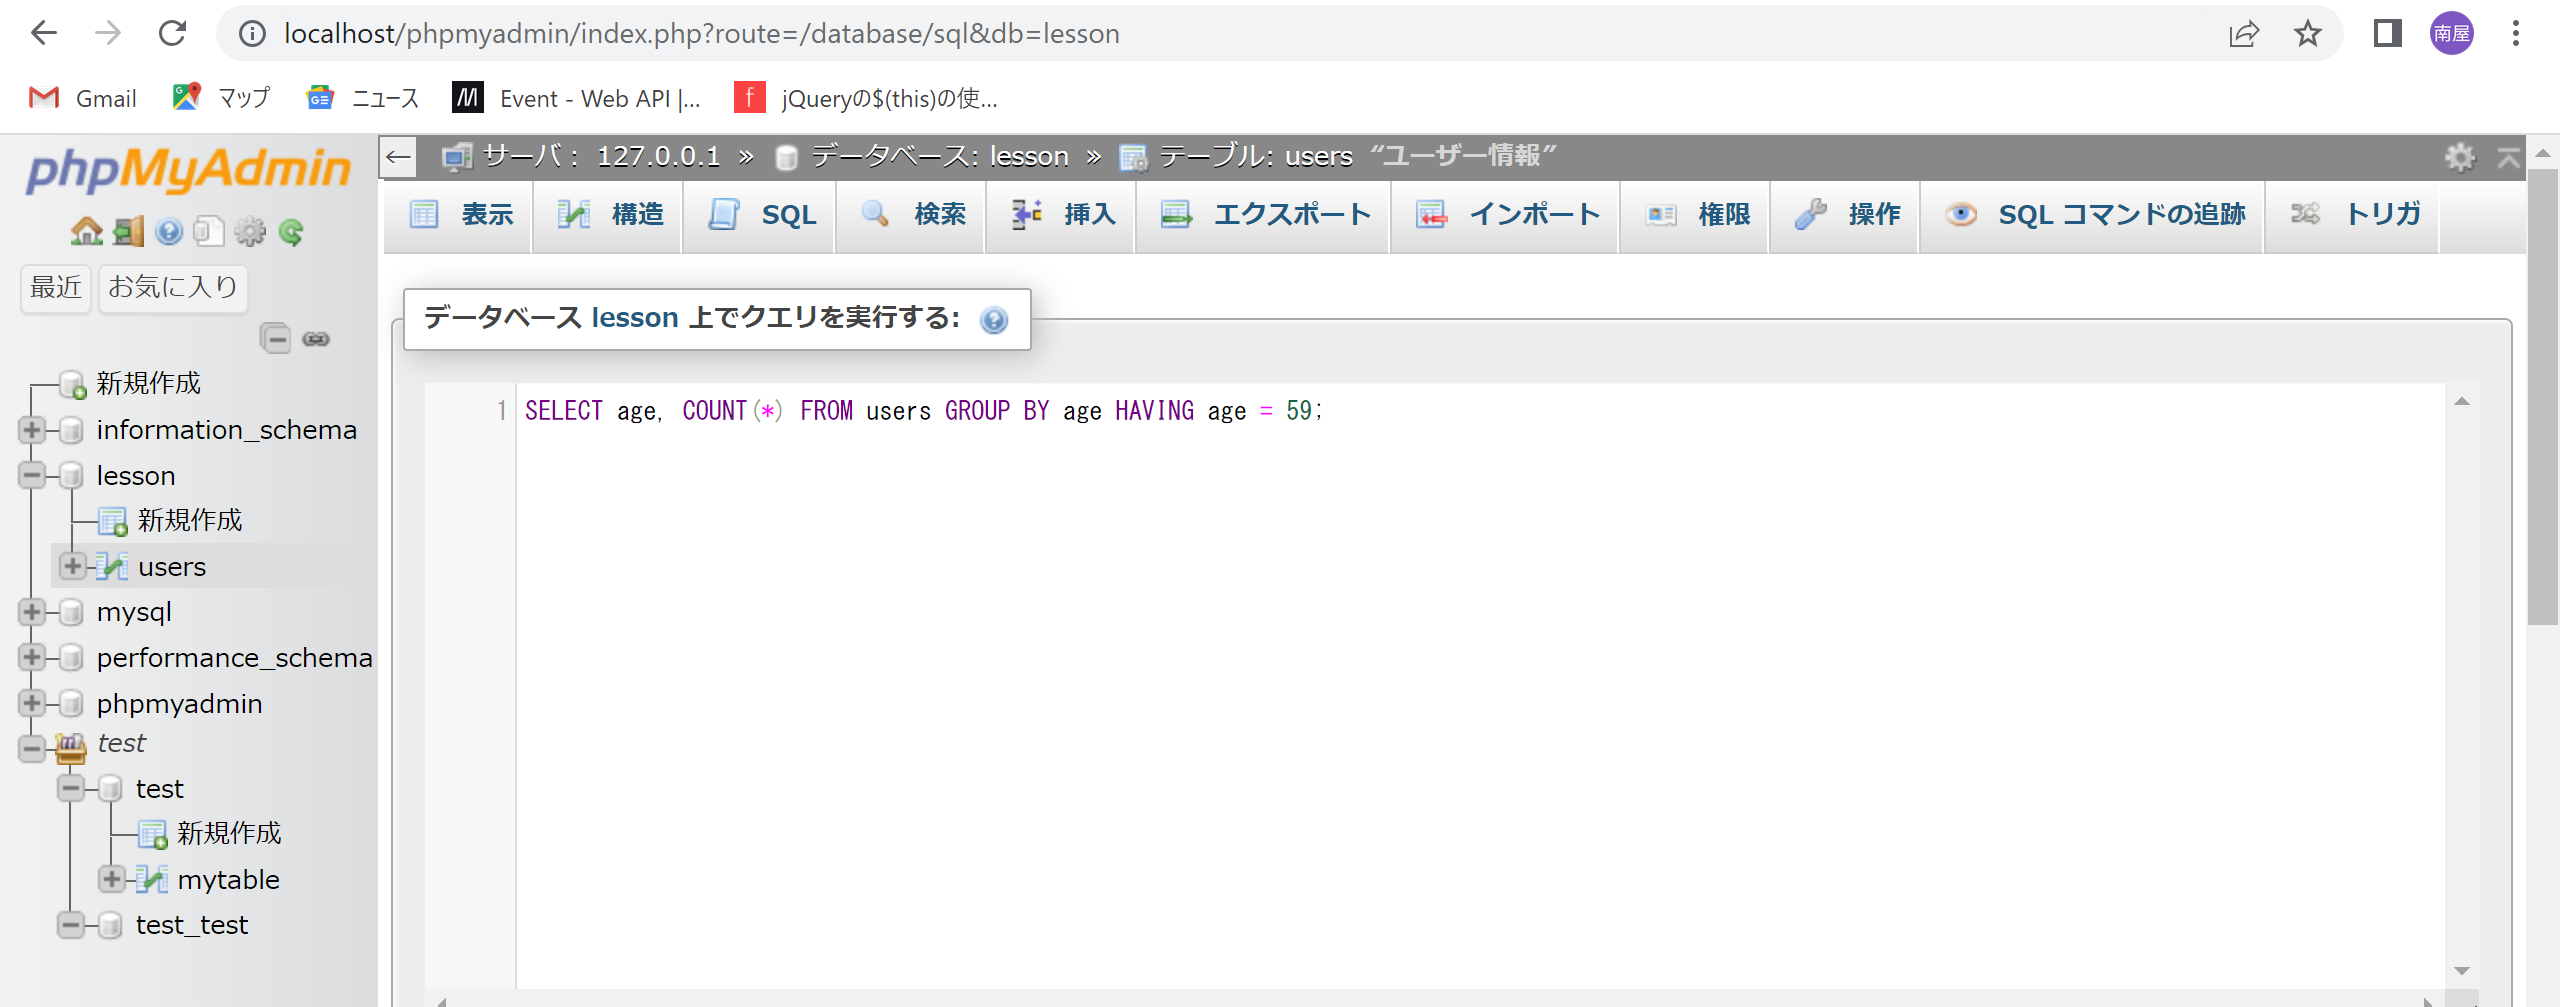 localhost/phpmyadmin/index.php?route=/database/sql&db=lesson
南屋
Gmail
マップ
ニュース
Event - Web API |...
jQueryの$(this)の使...
phpMyAdmin
最近
お気に入り
新規作成
information_schema
lesson
新規作成
users
mysql
performance_schema
phpmyadmin
test
test
新規作成
mytable
test_test
サーバ: 127.0.0.1 » データベース: lesson » テーブル: users “ユーザー情報”
表示 構造 SQL 検索 挿入 エクスポート インポート 権限 操作 SQL コマンドの追跡 トリガ
データベース lesson 上でクエリを実行する:
1 SELECT age, COUNT(*) FROM users GROUP BY age HAVING age = 59;